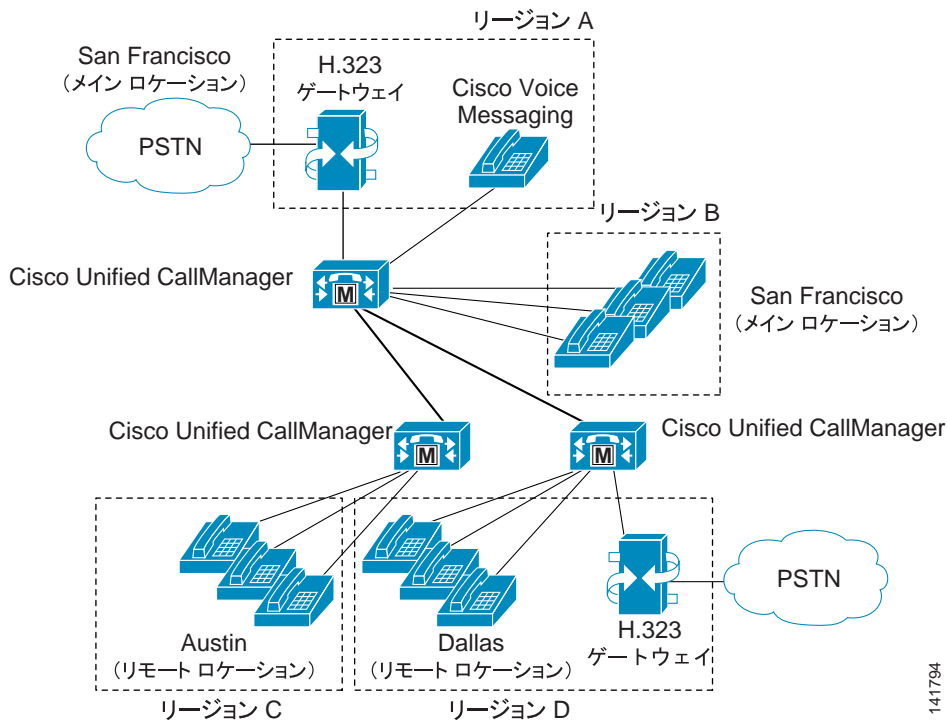 リージョン A
San Francisco
（メイン ロケーション）
H.323
ゲートウェイ
Cisco Voice
Messaging
PSTN
リージョン B
Cisco Unified CallManager
M
San Francisco
（メイン ロケーション）
Cisco Unified CallManager
M
M
Cisco Unified CallManager
PSTN
Austin
（リモート ロケーション）
Dallas
（リモート ロケーション）
H.323
ゲートウェイ
リージョン C
リージョン D
141794